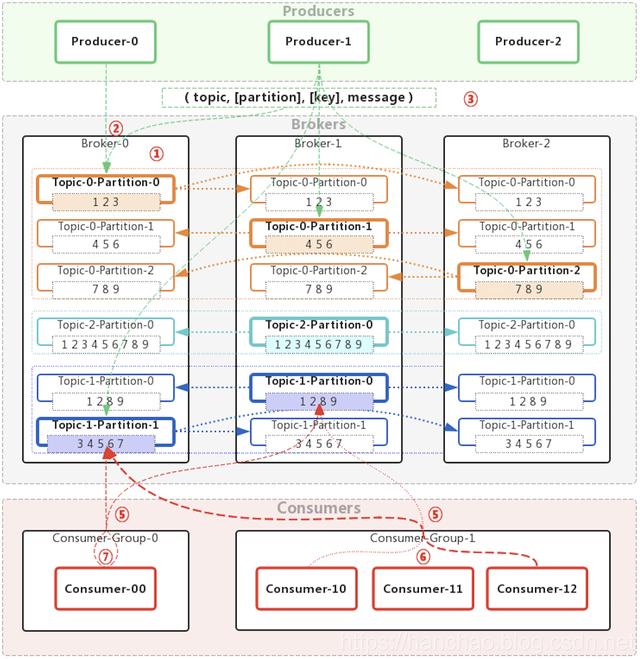 Producers
Producer-0
Producer-1
Producer-2
( topic, [partition], [key], message )
③
②
Brokers
①
Broker-0
Broker-1
Broker-2
Topic-0-Partition-0
1 2 3
Topic-0-Partition-0
1 2 3
Topic-0-Partition-0
1 2 3
Topic-0-Partition-1
4 5 6
Topic-0-Partition-1
4 5 6
Topic-0-Partition-1
4 5 6
Topic-0-Partition-2
7 8 9
Topic-0-Partition-2
7 8 9
Topic-0-Partition-2
7 8 9
Topic-2-Partition-0
1 2 3 4 5 6 7 8 9
Topic-2-Partition-0
1 2 3 4 5 6 7 8 9
Topic-2-Partition-0
1 2 3 4 5 6 7 8 9
Topic-1-Partition-0
1 2 8 9
Topic-1-Partition-0
1 2 8 9
Topic-1-Partition-0
1 2 8 9
Topic-1-Partition-1
3 4 5 6 7
Topic-1-Partition-1
3 4 5 6 7
Topic-1-Partition-1
3 4 5 6 7
Consumers
⑤
⑤
Consumer-Group-0
Consumer-Group-1
⑦
⑥
Consumer-00
Consumer-10
Consumer-11
Consumer-12
https://hanchao.blog.csdn.net